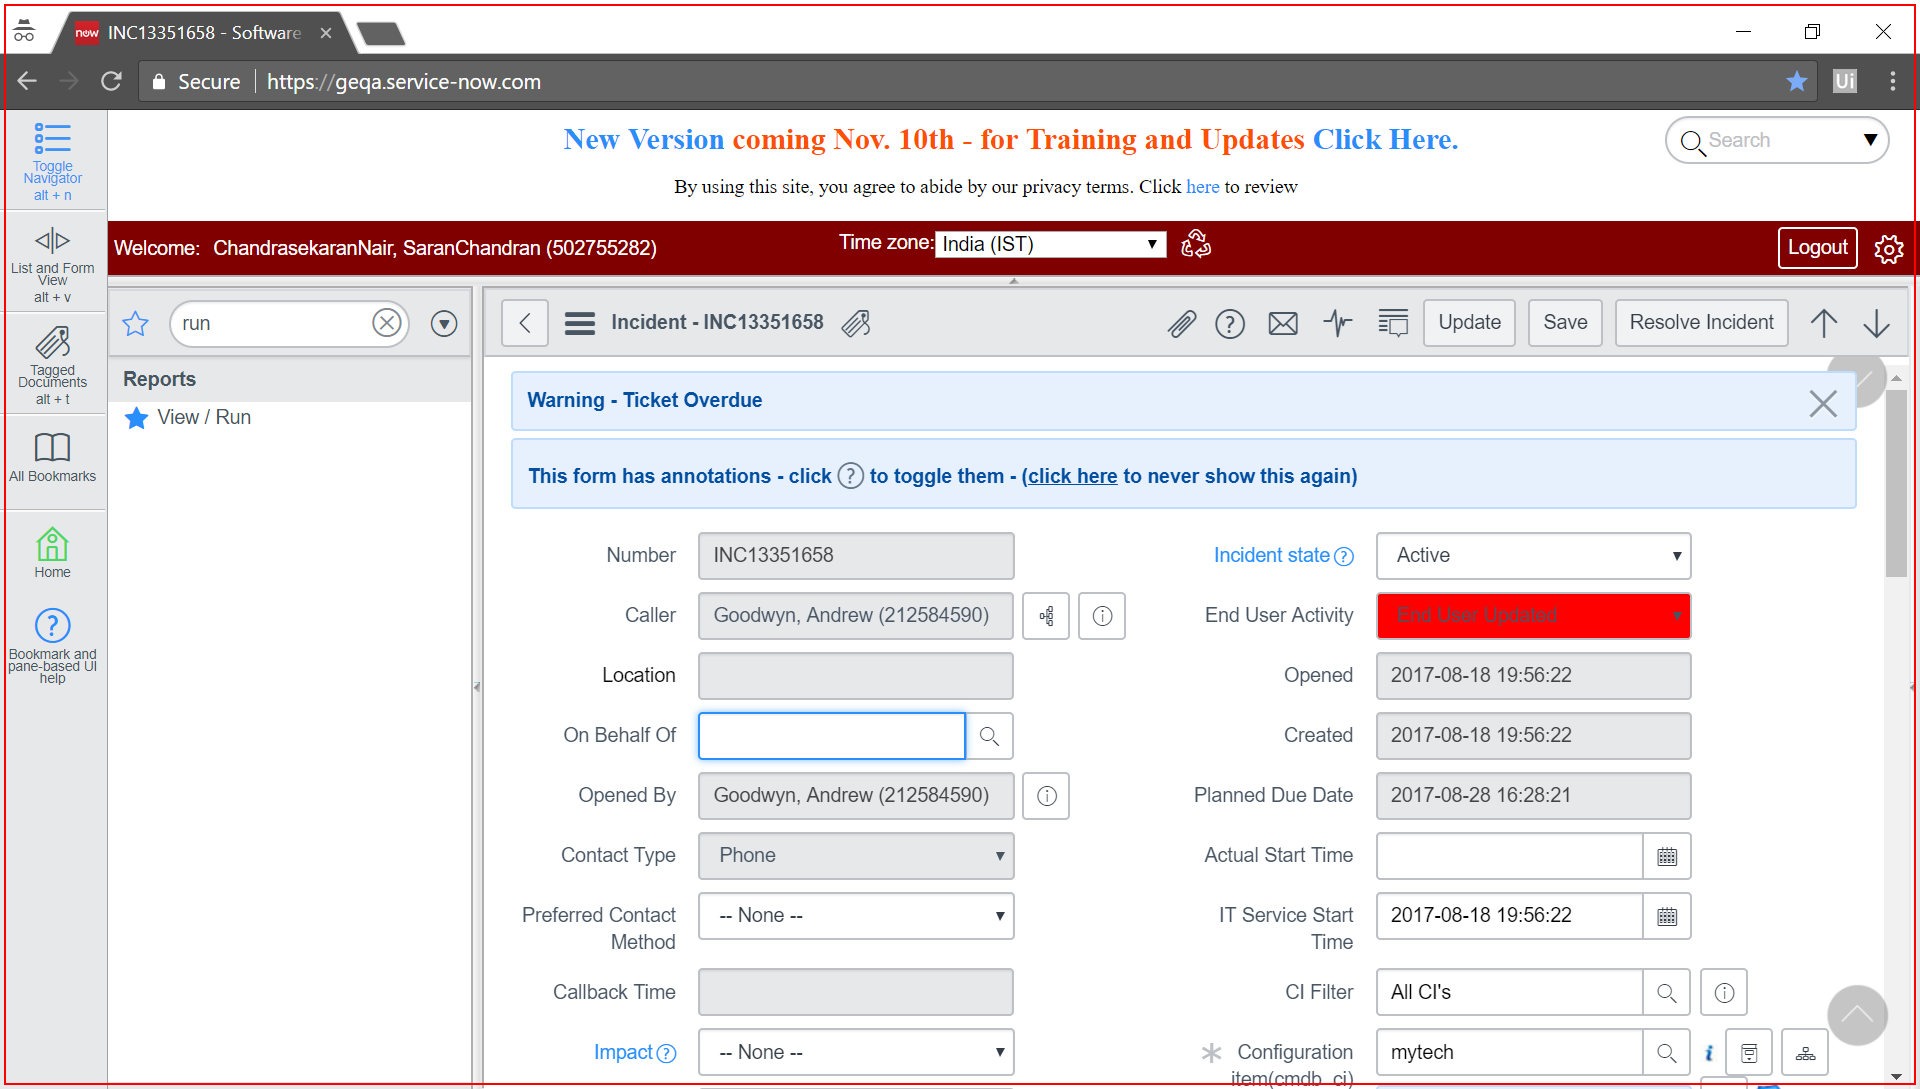 now INC13351658 - Software
Secure https://geqa.service-now.com
Ui
Toggle
Navigator
alt + n
List and Form
View
alt + v
Tagged
Documents
alt + t
All Bookmarks
Home
Bookmark and
pane-based UI
help
New Version coming Nov. 10th - for Training and Updates Click Here.
By using this site, you agree to abide by our privacy terms. Click here to review
Search
Welcome: ChandrasekaranNair, SaranChandran (502755282)
Time zone: India (IST)
Logout
run
Reports
View / Run
Incident - INC13351658
Update
Save
Resolve Incident
Warning - Ticket Overdue
This form has annotations - click ? to toggle them - (click here to never show this again)
Number INC13351658
Caller Goodwyn, Andrew (212584590)
Location
On Behalf Of
Opened By Goodwyn, Andrew (212584590)
Contact Type Phone
Preferred Contact
Method
-- None --
Callback Time
Impact ? -- None --
Incident state ? Active
End User Activity End User Updated
Opened 2017-08-18 19:56:22
Created 2017-08-18 19:56:22
Planned Due Date 2017-08-28 16:28:21
Actual Start Time
IT Service Start
Time
2017-08-18 19:56:22
CI Filter All CI's
Configuration
item(cmdb_ci)
mytech